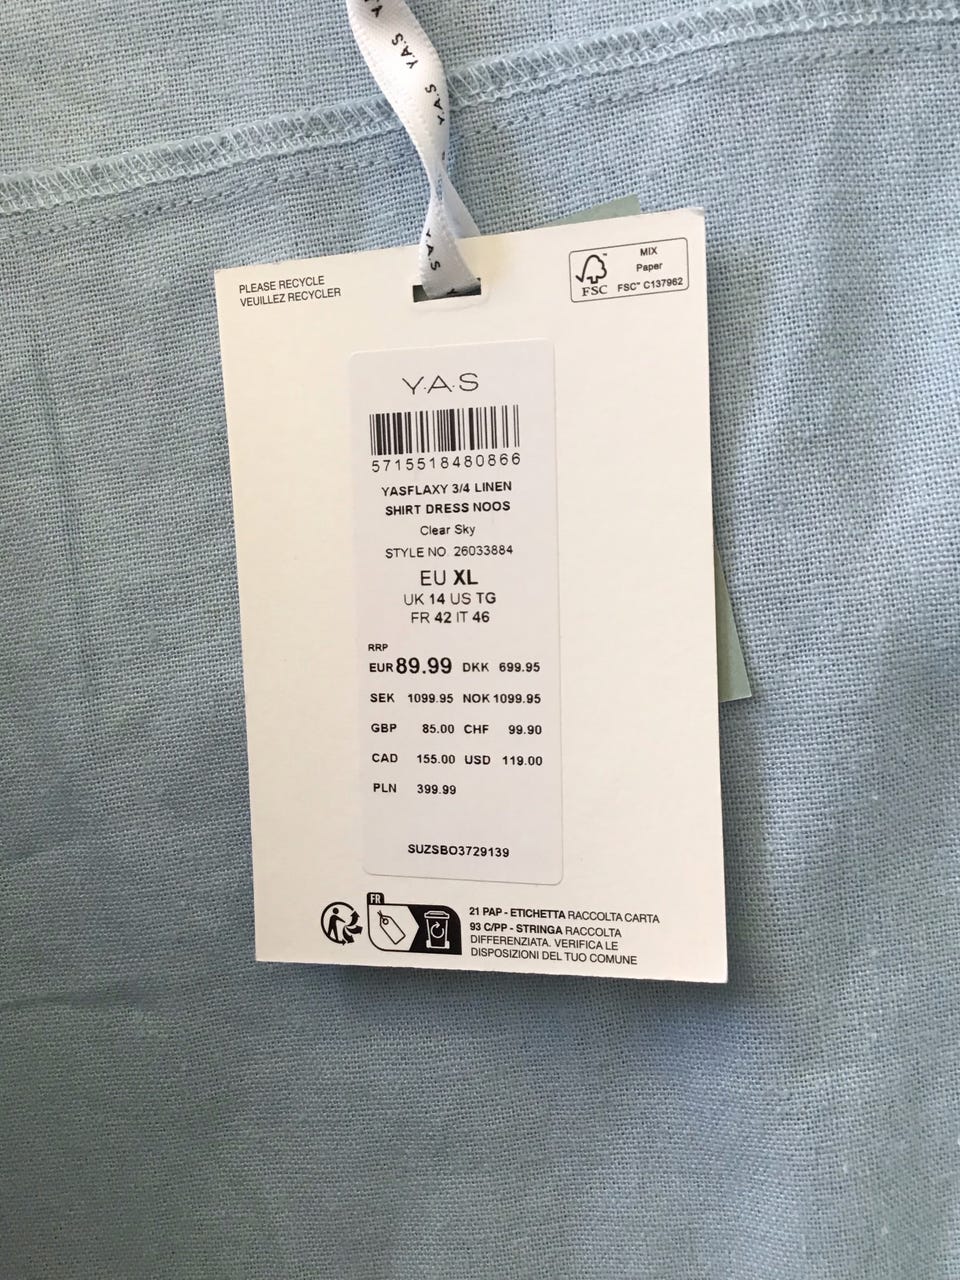 Y.A.S Y.A.S
Y.A.S
PLEASE RECYCLE
VEUILLEZ RECYCLER
MIX
Paper
FSC™ C137962
FSC
Y·A·S
5715518480866
YASFLAXY 3/4 LINEN
SHIRT DRESS NOOS
Clear Sky
STYLE NO. 26033884
EU XL
UK 14 US TG
FR 42 IT 46
RRP
EUR 89.99 DKK 699.95
SEK 1099.95 NOK 1099.95
GBP 85.00 CHF 99.90
CAD 155.00 USD 119.00
PLN 399.99
SUZSBO3729139
FR
21 PAP - ETICHETTA RACCOLTA CARTA
93 C/PP - STRINGA RACCOLTA
DIFFERENZIATA. VERIFICA LE
DISPOSIZIONI DEL TUO COMUNE